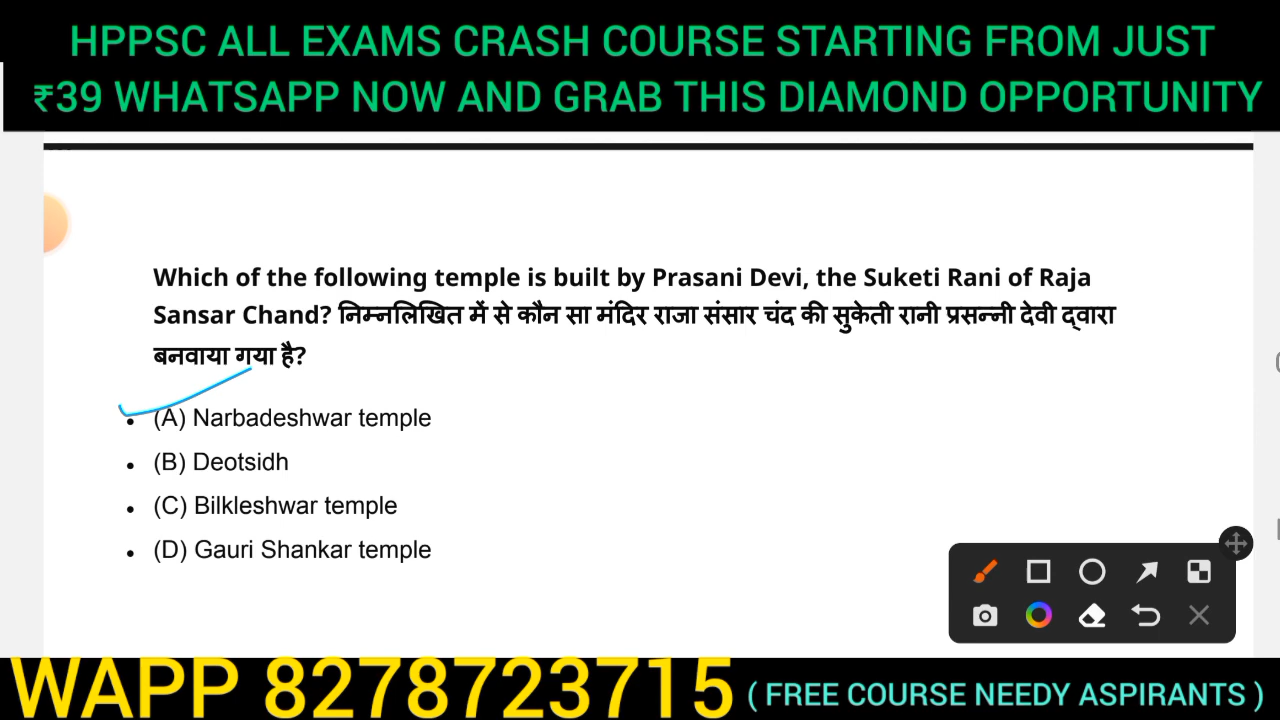 HPPSC ALL EXAMS CRASH COURSE STARTING FROM JUST
₹39 WHATSAPP NOW AND GRAB THIS DIAMOND OPPORTUNITY
Which of the following temple is built by Prasani Devi, the Suketi Rani of Raja
Sansar Chand? निम्नलिखित में से कौन सा मंदिर राजा संसार चंद की सुकेती रानी प्रसन्नी देवी द्वारा
बनवाया गया है?
• (A) Narbadeshwar temple
• (B) Deotsidh
• (C) Bilkleshwar temple
• (D) Gauri Shankar temple
WAPP 8278723715 ( FREE COURSE NEEDY ASPIRANTS )